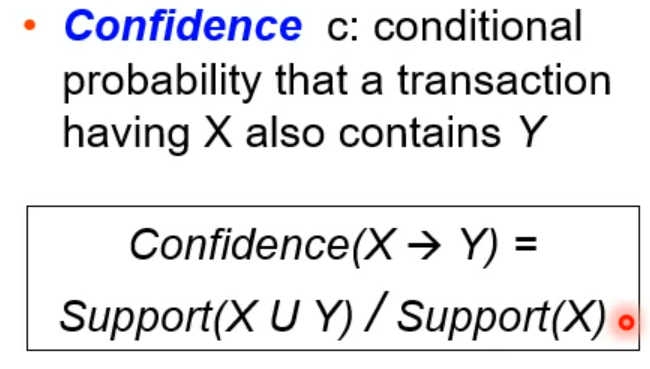 • Confidence c: conditional
probability that a transaction
having X also contains Y
Confidence(X → Y) =
Support(X U Y) / Support(X)